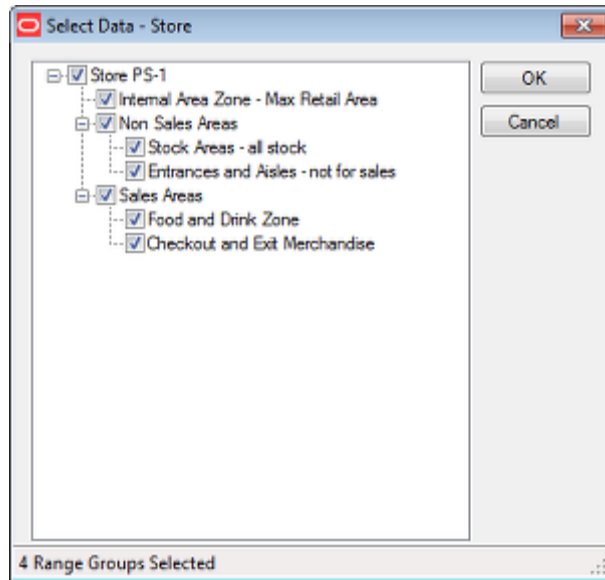 Select Data - Store
Store PS-1
Internal Area Zone - Max Retail Area
Non Sales Areas
Stock Areas - all stock
Entrances and Aisles - not for sales
Sales Areas
Food and Drink Zone
Checkout and Exit Merchandise
OK
Cancel
4 Range Groups Selected